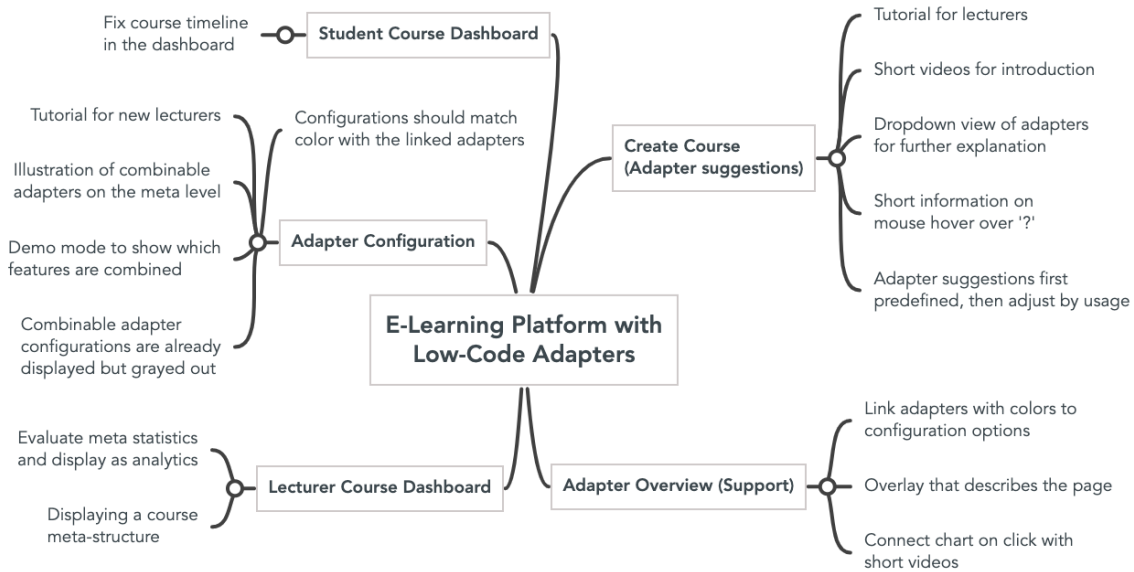 Fix course timeline
in the dashboard
Student Course Dashboard
Tutorial for new lecturers
Configurations should match
color with the linked adapters
Illustration of combinable
adapters on the meta level
Demo mode to show which
features are combined
Combinable adapter
configurations are already
displayed but grayed out
Adapter Configuration
E-Learning Platform with
Low-Code Adapters
Create Course
(Adapter suggestions)
Tutorial for lecturers
Short videos for introduction
Dropdown view of adapters
for further explanation
Short information on
mouse hover over '?'
Adapter suggestions first
predefined, then adjust by usage
Evaluate meta statistics
and display as analytics
Displaying a course
meta-structure
Lecturer Course Dashboard
Adapter Overview (Support)
Link adapters with colors to
configuration options
Overlay that describes the page
Connect chart on click with
short videos